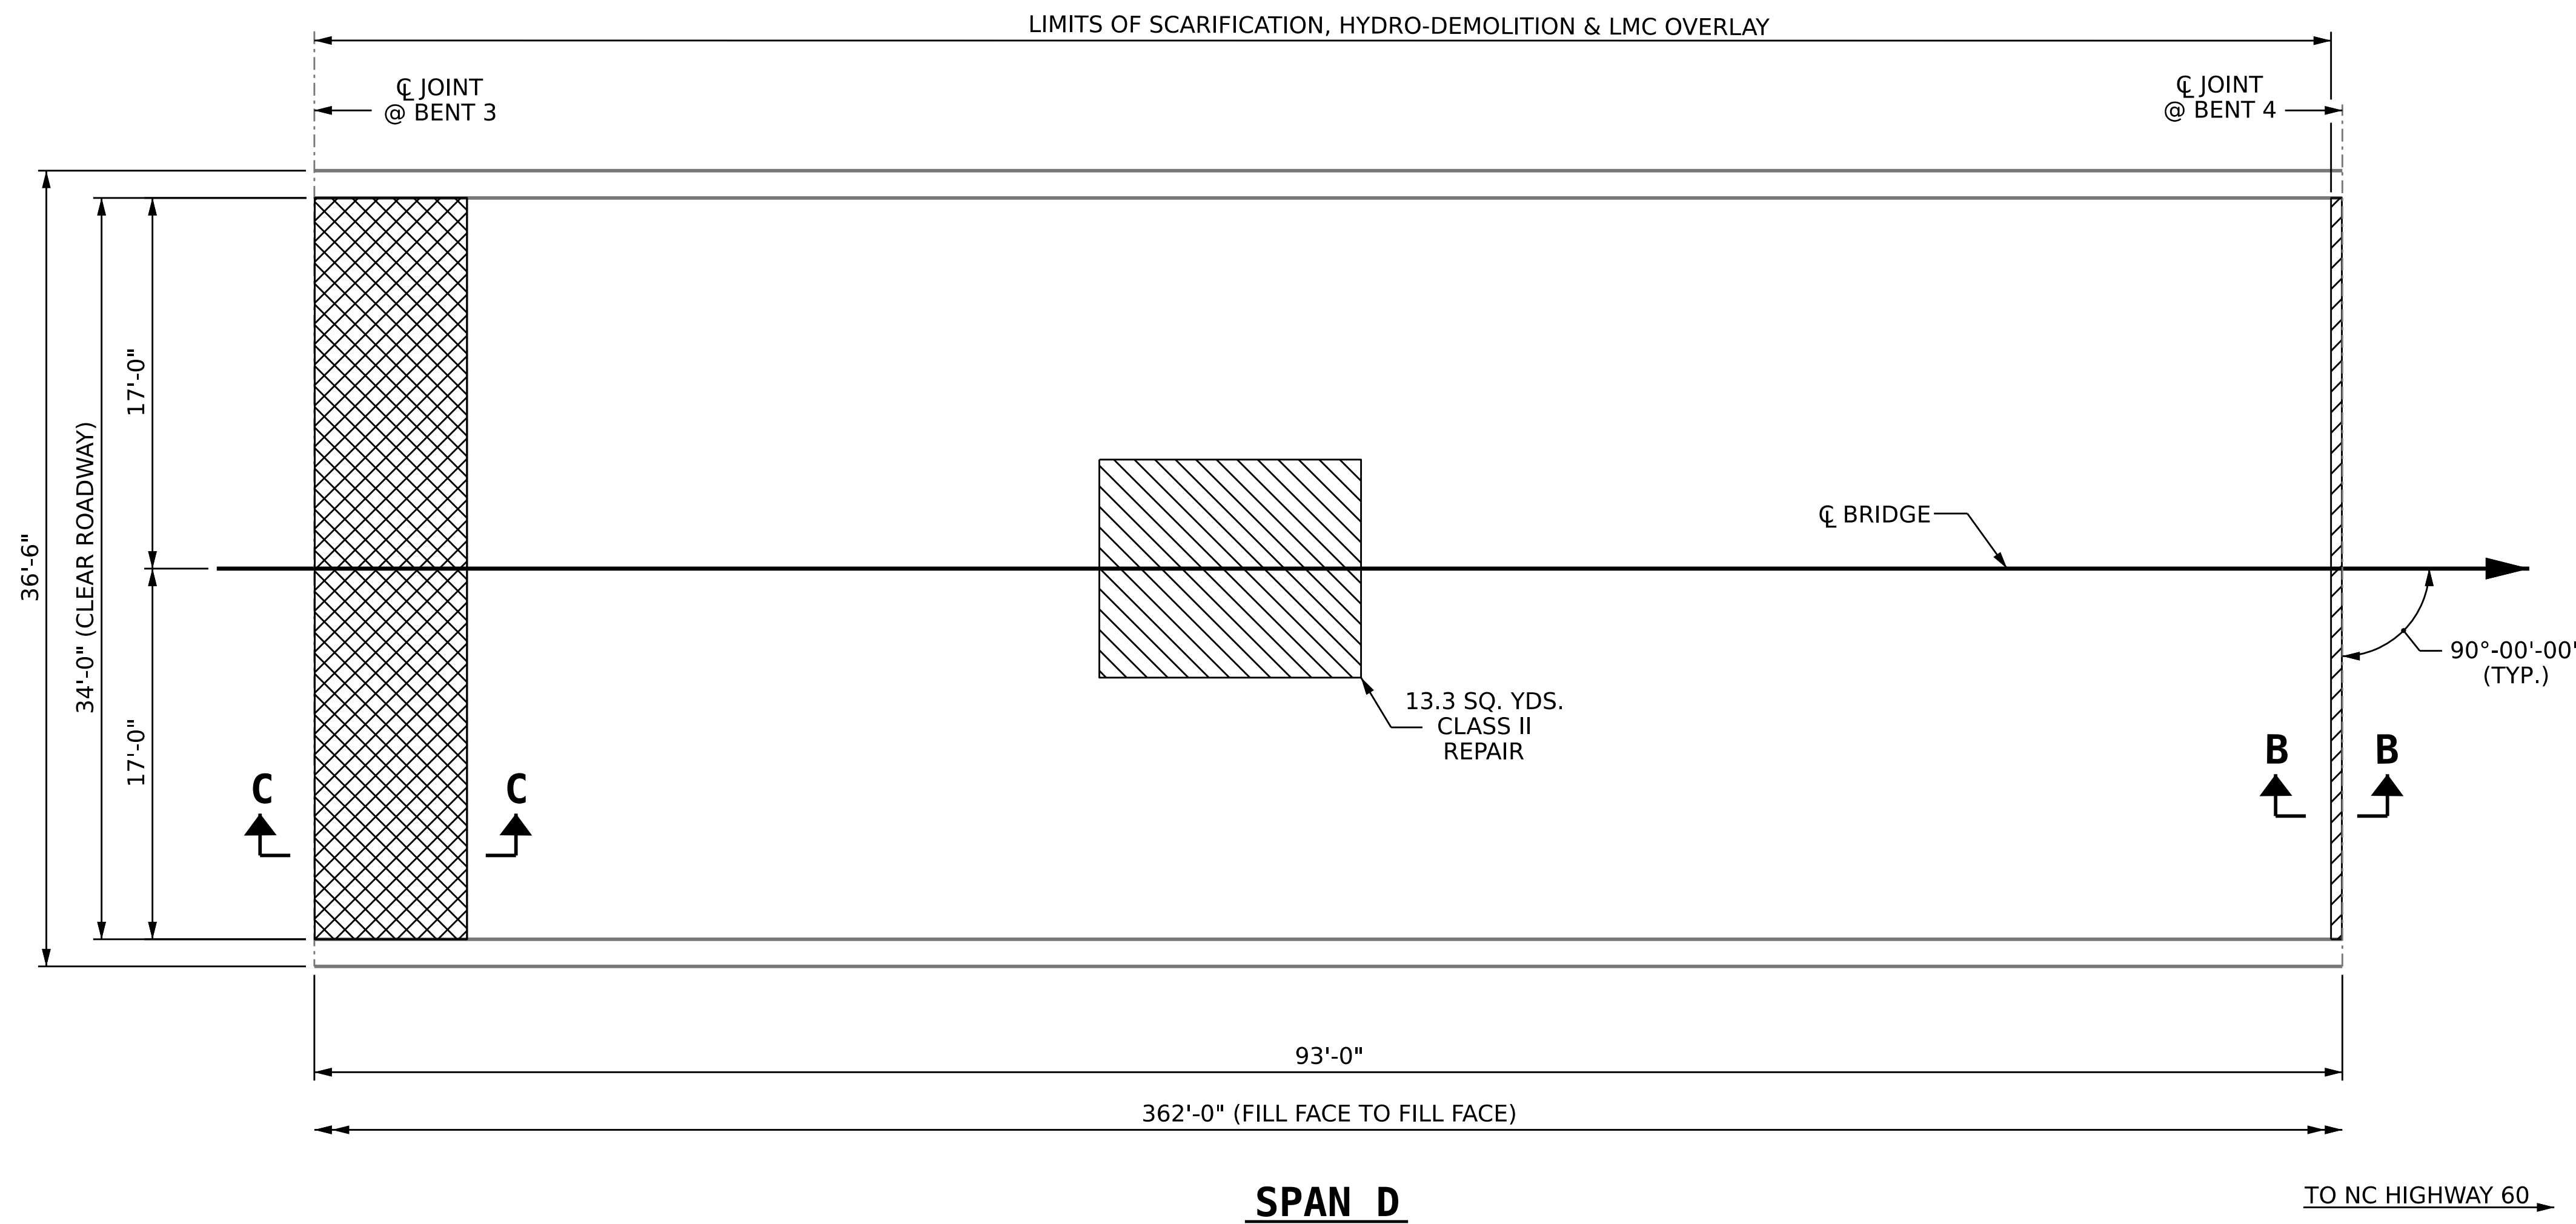 LIMITS OF SCARIFICATION, HYDRO-DEMOLITION & LMC OVERLAY
℄ JOINT
@ BENT 3
℄ JOINT
@ BENT 4
36'-6"
34'-0" (CLEAR ROADWAY)
17'-0"
17'-0"
℄ BRIDGE
90°-00'-00'
(TYP.)
13.3 SQ. YDS.
CLASS II
REPAIR
C
C
B
B
93'-0"
362'-0" (FILL FACE TO FILL FACE)
SPAN D
TO NC HIGHWAY 60